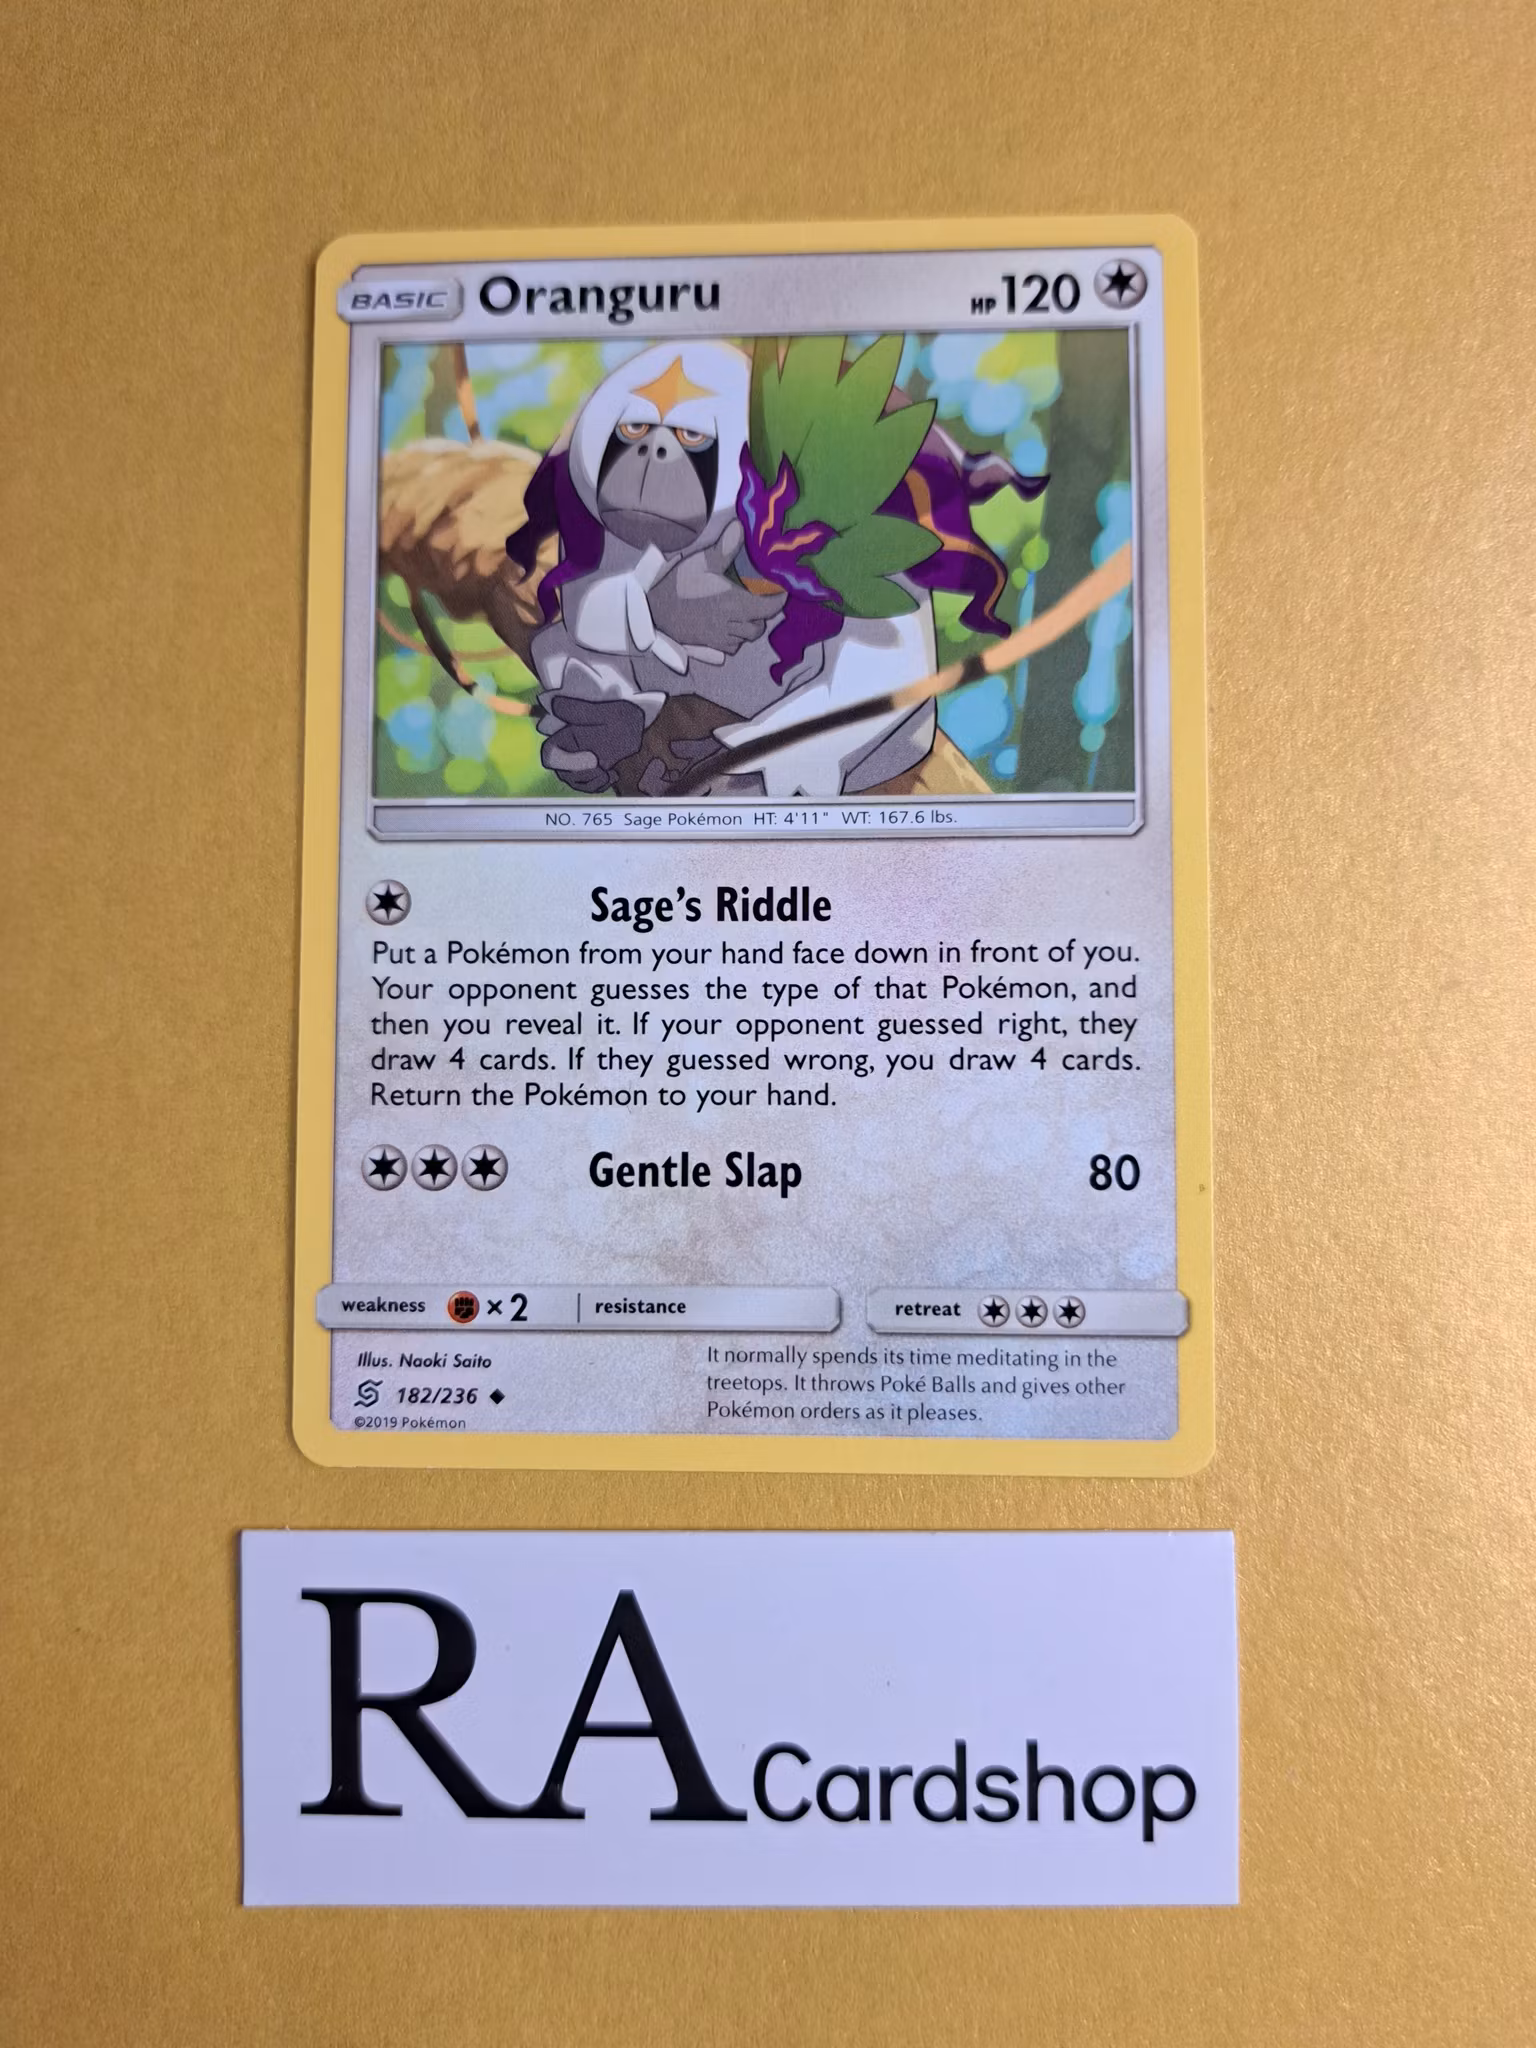 BASIC Oranguru HP 120
NO. 765 Sage Pokémon HT: 4'11" WT: 167.6 lbs.
Sage's Riddle
Put a Pokémon from your hand face down in front of you.
Your opponent guesses the type of that Pokémon, and
then you reveal it. If your opponent guessed right, they
draw 4 cards. If they guessed wrong, you draw 4 cards.
Return the Pokémon to your hand.
Gentle Slap 80
weakness ×2 resistance retreat
Illus. Naoki Saito
182/236
©2019 Pokémon
It normally spends its time meditating in the
treetops. It throws Poké Balls and gives other
Pokémon orders as it pleases.
RA Cardshop